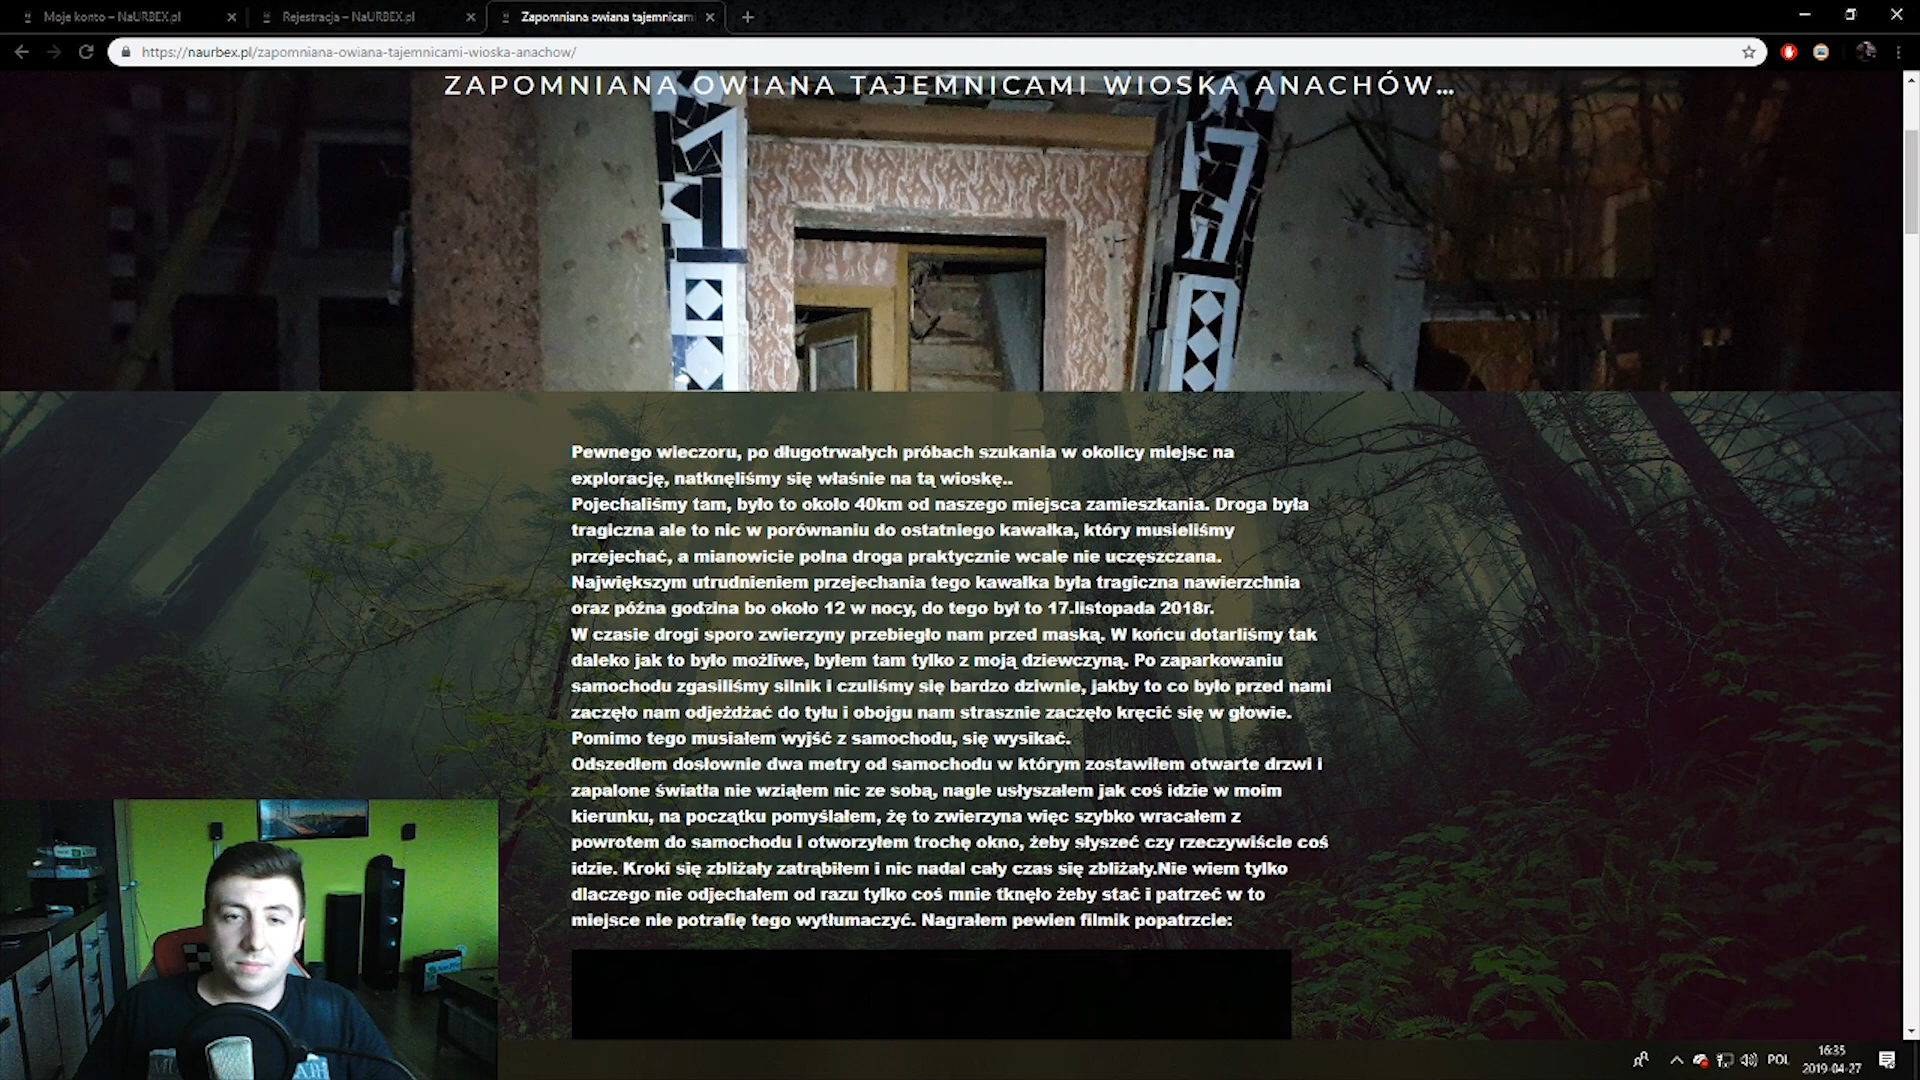 Moje konto – NaURBEX.pl
Rejestracja – NaURBEX.pl
Zapomniana owiana tajemnicam
https://naurbex.pl/zapomniana-owiana-tajemnicami-wioska-anachow/
ZAPOMNIANA OWIANA TAJEMNICAMI WIOSKA ANACHÓW...
Pewnego wieczoru, po długotrwałych próbach szukania w okolicy miejsc na
explorację, natknęliśmy się właśnie na tą wioskę..
Pojechaliśmy tam, było to około 40km od naszego miejsca zamieszkania. Droga była
tragiczna ale to nic w porównaniu do ostatniego kawałka, który musieliśmy
przejechać, a mianowicie polna droga praktycznie wcale nie uczęszczana.
Największym utrudnieniem przejechania tego kawałka była tragiczna nawierzchnia
oraz późna godzina bo około 12 w nocy, do tego był to 17.listopada 2018r.
W czasie drogi sporo zwierzyny przebiegło nam przed maską. W końcu dotarliśmy tak
daleko jak to było możliwe, byłem tam tylko z moją dziewczyną. Po zaparkowaniu
samochodu zgasiliśmy silnik i czuliśmy się bardzo dziwnie, jakby to co było przed nami
zaczęło nam odjeżdżać do tyłu i obojgu nam strasznie zaczęło kręcić się w głowie.
Pomimo tego musiałem wyjść z samochodu, się wysikać.
Odszedłem dosłownie dwa metry od samochodu w którym zostawiłem otwarte drzwi i
zapalone światła nie wziąłem nic ze sobą, nagle usłyszałem jak coś idzie w moim
kierunku, na początku pomyślałem, żę to zwierzyna więc szybko wracałem z
powrotem do samochodu i otworzyłem trochę okno, żeby słyszeć czy rzeczywiście coś
idzie. Kroki się zbliżały zatrąbiłem i nic nadal cały czas się zbliżały.Nie wiem tylko
dlaczego nie odjechałem od razu tylko coś mnie tknęło żeby stać i patrzeć w to
miejsce nie potrafię tego wytłumaczyć. Nagrałem pewien filmik popatrzcie:
POL
16:35
2019-04-27